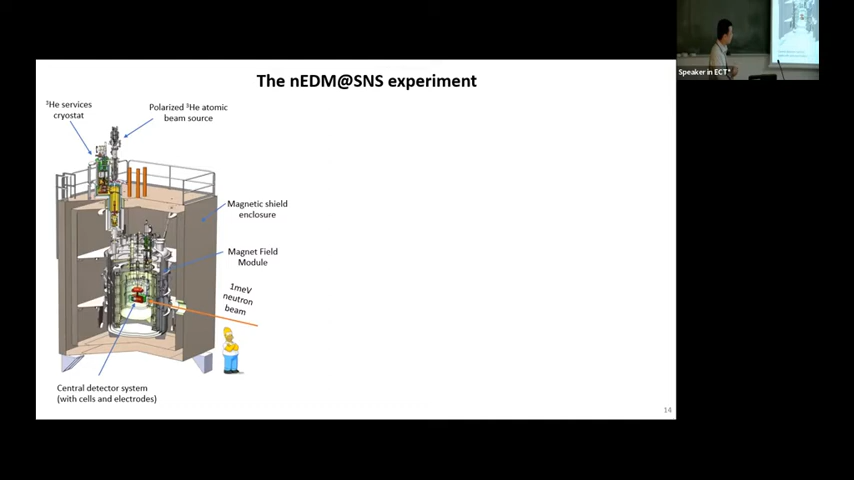 The nEDM@SNS experiment
³He services
cryostat
Polarized ³He atomic
beam source
Magnetic shield
enclosure
Magnet Field
Module
1meV
neutron
beam
Central detector system
(with cells and electrodes)
14
Speaker in ECT*